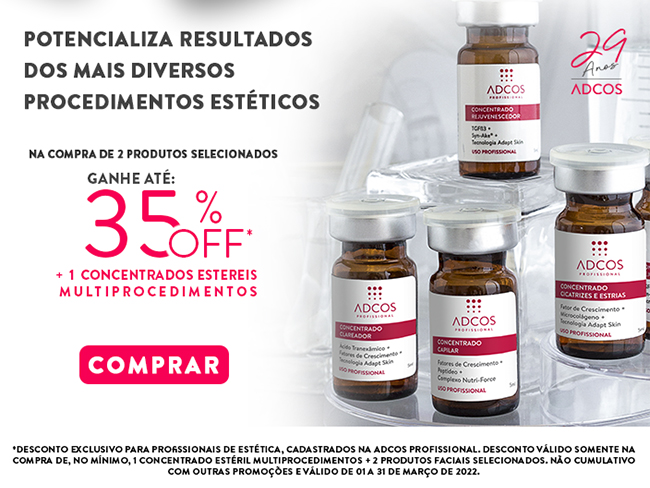 POTENCIALIZA RESULTADOS
DOS MAIS DIVERSOS
PROCEDIMENTOS ESTÉTICOS
NA COMPRA DE 2 PRODUTOS SELECIONADOS
GANHE ATÉ:
35% OFF*
+ 1 CONCENTRADOS ESTEREIS
MULTIPROCEDIMENTOS
COMPRAR
29
Anos
ADCOS
ADCOS
PROFISSIONAL
CONCENTRADO
REJUVENESCEDOR
TGFß3 +
Syn-Ake® +
Tecnologia Adapt Skin
USO PROFISSIONAL
5ml
ADCOS
PROFISSIONAL
CONCENTRADO
CLAREADOR
Ácido Tranexâmico +
Fatores de Crescimento +
Tecnologia Adapt Skin
USO PROFISSIONAL
ADCOS
PROFISSIONAL
CONCENTRADO
CAPILAR
Fatores de Crescimento +
Peptídeo +
Complexo Nutri-Force
USO PROFISSIONAL
5ml
ADCOS
PROFISSIONAL
CONCENTRADO
CICATRIZES E ESTRIAS
Fator de Crescimento +
Microcolágeno +
Tecnologia Adapt Skin
USO PROFISSIONAL
5ml
*DESCONTO EXCLUSIVO PARA PROFISSIONAIS DE ESTÉTICA, CADASTRADOS NA ADCOS PROFISSIONAL. DESCONTO VÁLIDO SOMENTE NA
COMPRA DE, NO MÍNIMO, 1 CONCENTRADO ESTÉRIL MULTIPROCEDIMENTOS + 2 PRODUTOS FACIAIS SELECIONADOS. NÃO CUMULATIVO
COM OUTRAS PROMOÇÕES E VÁLIDO DE 01 A 31 DE MARÇO DE 2022.